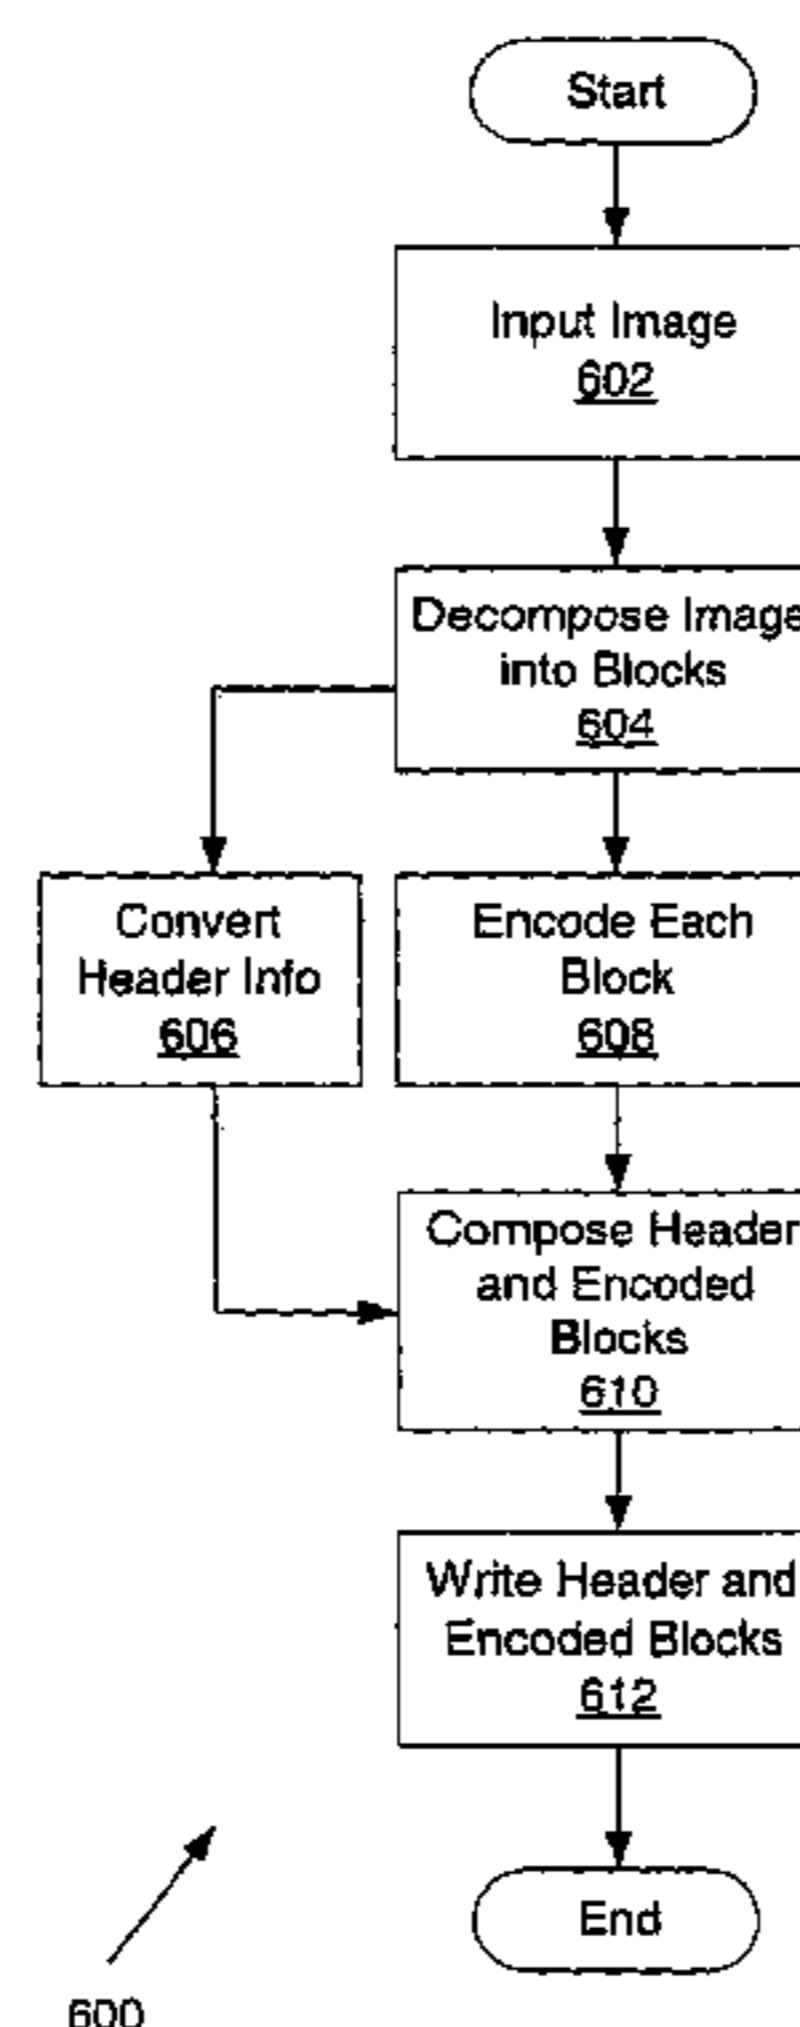 Start
Input Image
602
Decompose Image
into Blocks
604
Convert
Header Info
606
Encode Each
Block
608
Compose Header
and Encoded
Blocks
610
Write Header and
Encoded Blocks
612
End
600